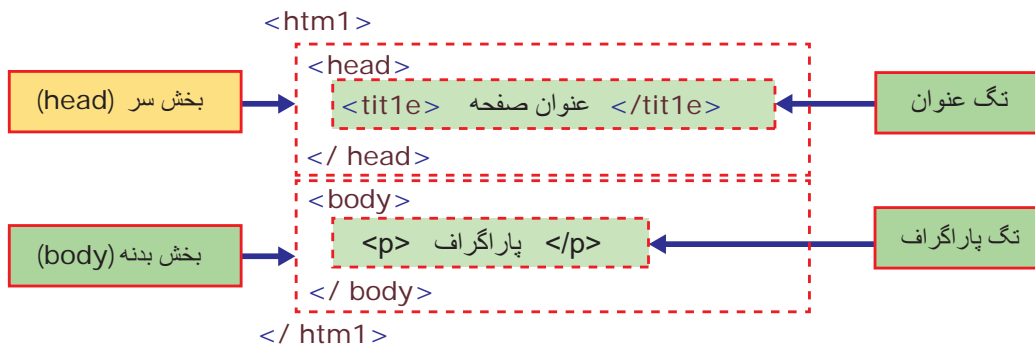 <htm1>
<head>
بخش سر (head)
<tit1e> عنوان صفحه </tit1e>
تگ عنوان
</ head>
<body>
<p> پاراگراف </p>
تگ پاراگراف
بخش بدنه (body)
</ body>
</ htm1>